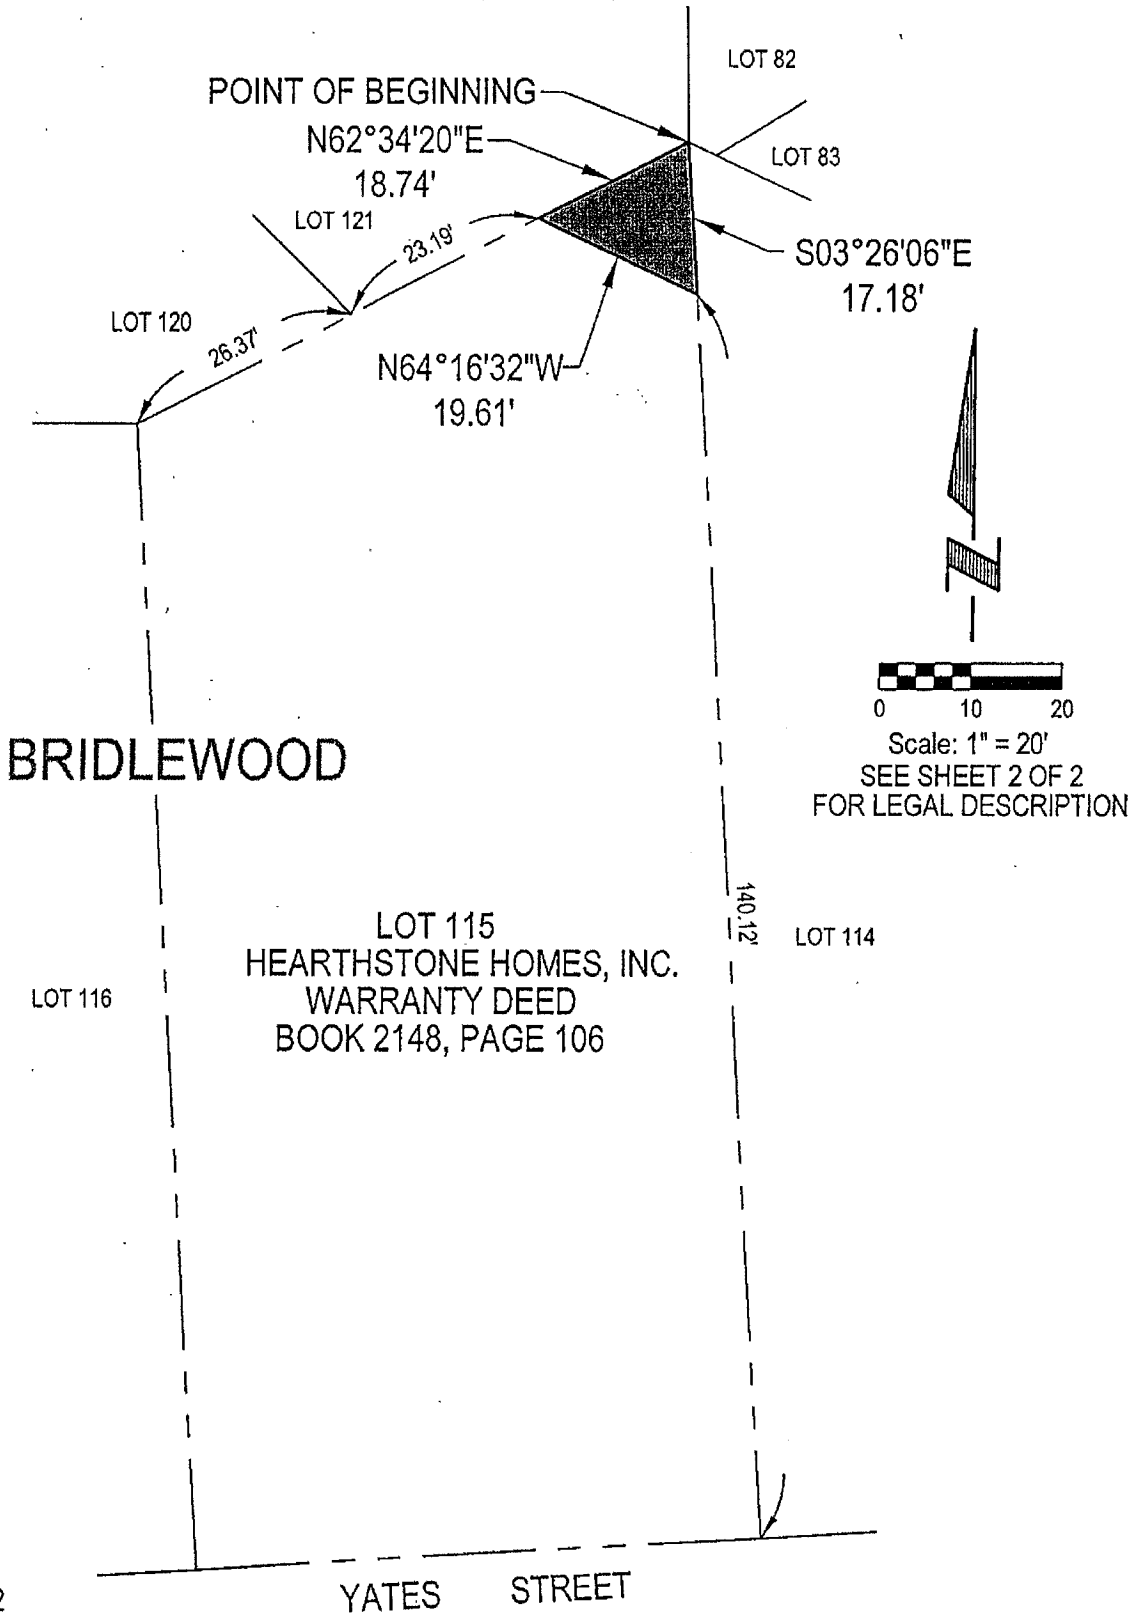 LOT 82
POINT OF BEGINNING
N62°34'20"E
18.74'
LOT 83
LOT 121
23.19'
S03°26'06"E
17.18'
LOT 120
26.37'
N64°16'32"W
19.61'
0 10 20
Scale: 1" = 20'
SEE SHEET 2 OF 2
FOR LEGAL DESCRIPTION
BRIDLEWOOD
140.12'
LOT 115
HEARTHSTONE HOMES, INC.
WARRANTY DEED
BOOK 2148, PAGE 106
LOT 114
LOT 116
YATES STREET
2